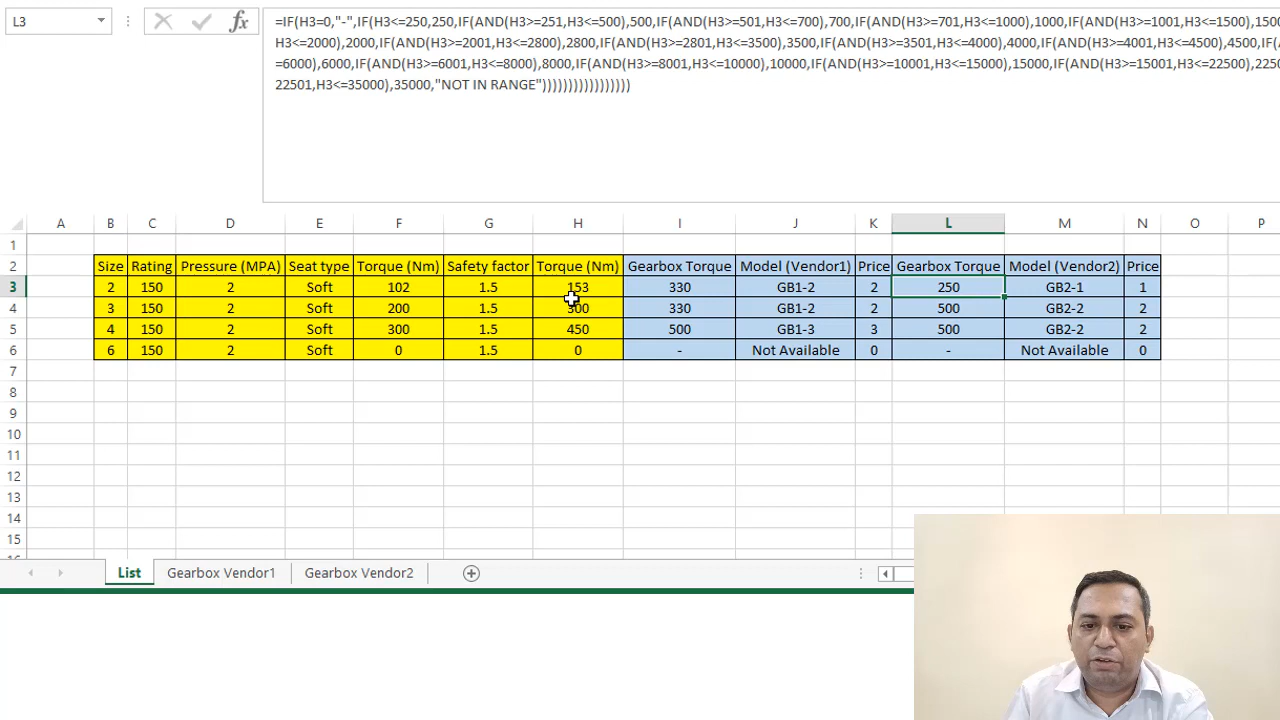 L3
fx
=IF(H3=0,"-",IF(H3<=250,250,IF(AND(H3>=251,H3<=500),500,IF(AND(H3>=501,H3<=700),700,IF(AND(H3>=701,H3<=1000),1000,IF(AND(H3>=1001,H3<=1500),150
H3<=2000),2000,IF(AND(H3>=2001,H3<=2800),2800,IF(AND(H3>=2801,H3<=3500),3500,IF(AND(H3>=3501,H3<=4000),4000,IF(AND(H3>=4001,H3<=4500),4500,IF(A
=6000),6000,IF(AND(H3>=6001,H3<=8000),8000,IF(AND(H3>=8001,H3<=10000),10000,IF(AND(H3>=10001,H3<=15000),15000,IF(AND(H3>=15001,H3<=22500),2250
22501,H3<=35000),35000,"NOT IN RANGE")))))))))))))))))
A B C D E F G H I J K L M N O P
1
2 Size Rating Pressure (MPA) Seat type Torque (Nm) Safety factor Torque (Nm) Gearbox Torque Model (Vendor1) Price Gearbox Torque Model (Vendor2) Price
3 2 150 2 Soft 102 1.5 153 330 GB1-2 2 250 GB2-1 1
4 3 150 2 Soft 200 1.5 300 330 GB1-2 2 500 GB2-2 2
5 4 150 2 Soft 300 1.5 450 500 GB1-3 3 500 GB2-2 2
6 6 150 2 Soft 0 1.5 0 - Not Available 0 - Not Available 0
7
8
9
10
11
12
13
14
15
16
List Gearbox Vendor1 Gearbox Vendor2